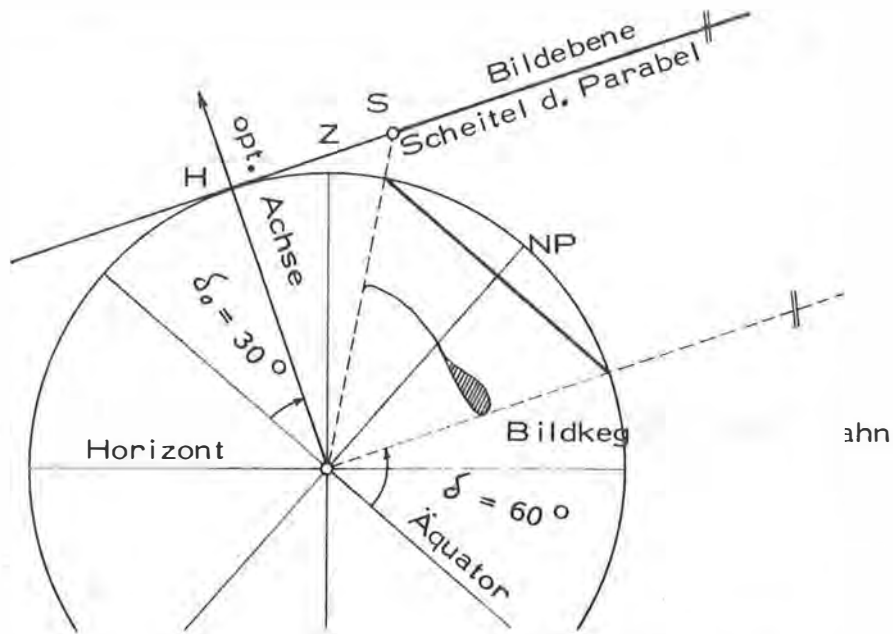 Bildebene
S
Scheitel d. Parabel
opt.
Z
H
Achse
NP
δ₀ = 30°
Bildkeg
ahn
Horizont
δ = 60°
Äquator